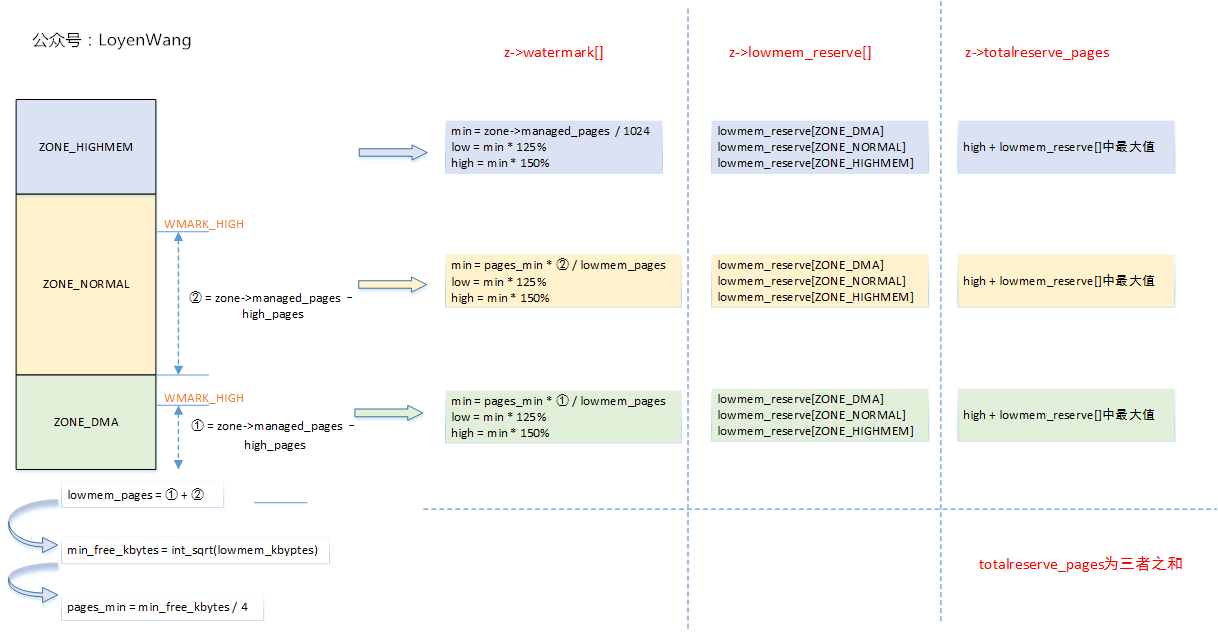 公众号：LoyenWang
z->watermark[]
z->lowmem_reserve[]
z->totalreserve_pages
ZONE_HIGHMEM
min = zone->managed_pages / 1024
low = min * 125%
high = min * 150%
lowmem_reserve[ZONE_DMA]
lowmem_reserve[ZONE_NORMAL]
lowmem_reserve[ZONE_HIGHMEM]
high + lowmem_reserve[]中最大值
WMARK_HIGH
ZONE_NORMAL
② = zone->managed_pages −
high_pages
min = pages_min * ② / lowmem_pages
low = min * 125%
high = min * 150%
lowmem_reserve[ZONE_DMA]
lowmem_reserve[ZONE_NORMAL]
lowmem_reserve[ZONE_HIGHMEM]
high + lowmem_reserve[]中最大值
WMARK_HIGH
ZONE_DMA
① = zone->managed_pages −
high_pages
min = pages_min * ① / lowmem_pages
low = min * 125%
high = min * 150%
lowmem_reserve[ZONE_DMA]
lowmem_reserve[ZONE_NORMAL]
lowmem_reserve[ZONE_HIGHMEM]
high + lowmem_reserve[]中最大值
lowmem_pages = ① + ②
min_free_kbytes = int_sqrt(lowmem_kbyptes)
pages_min = min_free_kbytes / 4
totalreserve_pages为三者之和